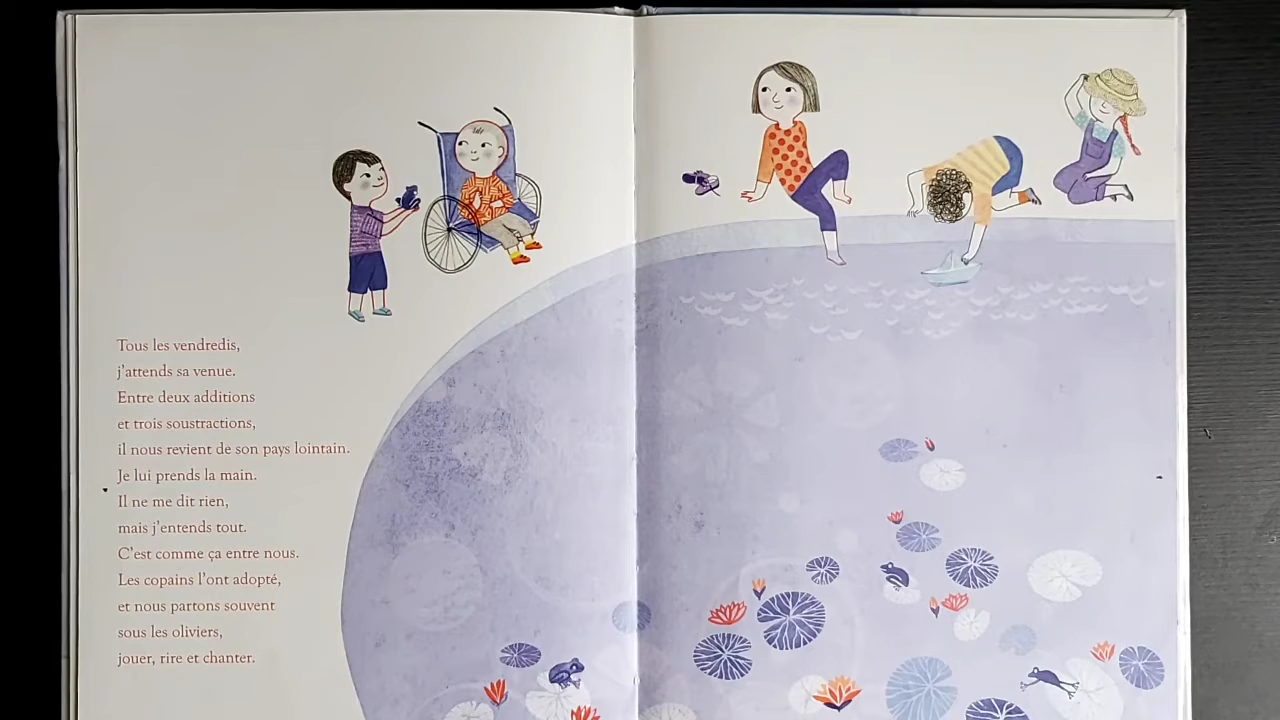 Tous les vendredis,
j'attends sa venue.
Entre deux additions
et trois soustractions,
il nous revient de son pays lointain.
Je lui prends la main.
Il ne me dit rien,
mais j'entends tout.
C'est comme ça entre nous.
Les copains l'ont adopté,
et nous partons souvent
sous les oliviers,
jouer, rire et chanter.